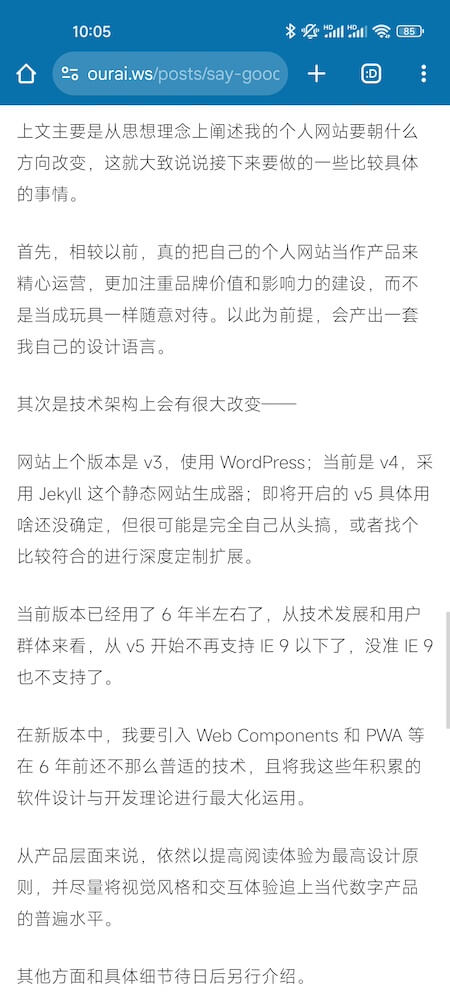 10:05
HD
HD
85
ourai.ws/posts/say-gooc
:D
上文主要是从思想理念上阐述我的个人网站要朝什么
方向改变，这就大致说说接下来要做的一些比较具体
的事情。
首先，相较以前，真的把自己的个人网站当作产品来
精心运营，更加注重品牌价值和影响力的建设，而不
是当成玩具一样随意对待。以此为前提，会产出一套
我自己的设计语言。
其次是技术架构上会有很大改变——
网站上个版本是 v3，使用 WordPress；当前是 v4，采
用 Jekyll 这个静态网站生成器；即将开启的 v5 具体用
啥还没确定，但很可能是完全自己从头搞，或者找个
比较符合的进行深度定制扩展。
当前版本已经用了 6 年半左右了，从技术发展和用户
群体来看，从 v5 开始不再支持 IE 9 以下了，没准 IE 9
也不支持了。
在新版本中，我要引入 Web Components 和 PWA 等
在 6 年前还不那么普适的技术，且将我这些年积累的
软件设计与开发理论进行最大化运用。
从产品层面来说，依然以提高阅读体验为最高设计原
则，并尽量将视觉风格和交互体验追上当代数字产品
的普遍水平。
其他方面和具体细节待日后另行介绍。